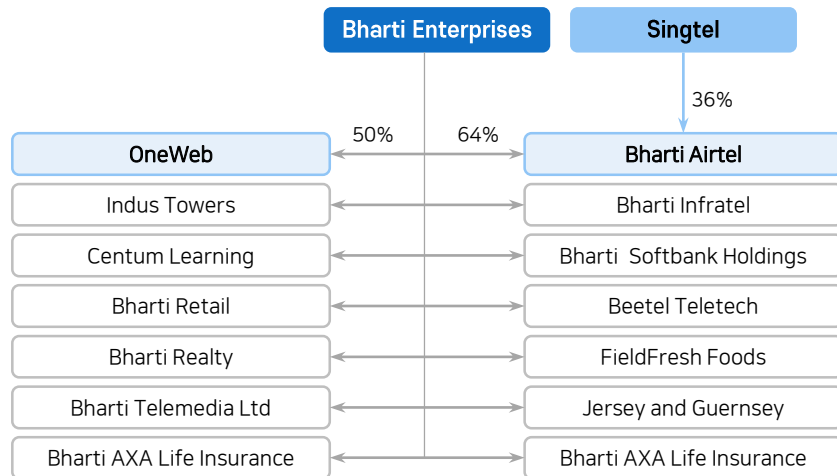 Bharti Enterprises
Singtel
36%
50%
64%
OneWeb
Bharti Airtel
Indus Towers
Bharti Infratel
Centum Learning
Bharti Softbank Holdings
Bharti Retail
Beetel Teletech
Bharti Realty
FieldFresh Foods
Bharti Telemedia Ltd
Jersey and Guernsey
Bharti AXA Life Insurance
Bharti AXA Life Insurance